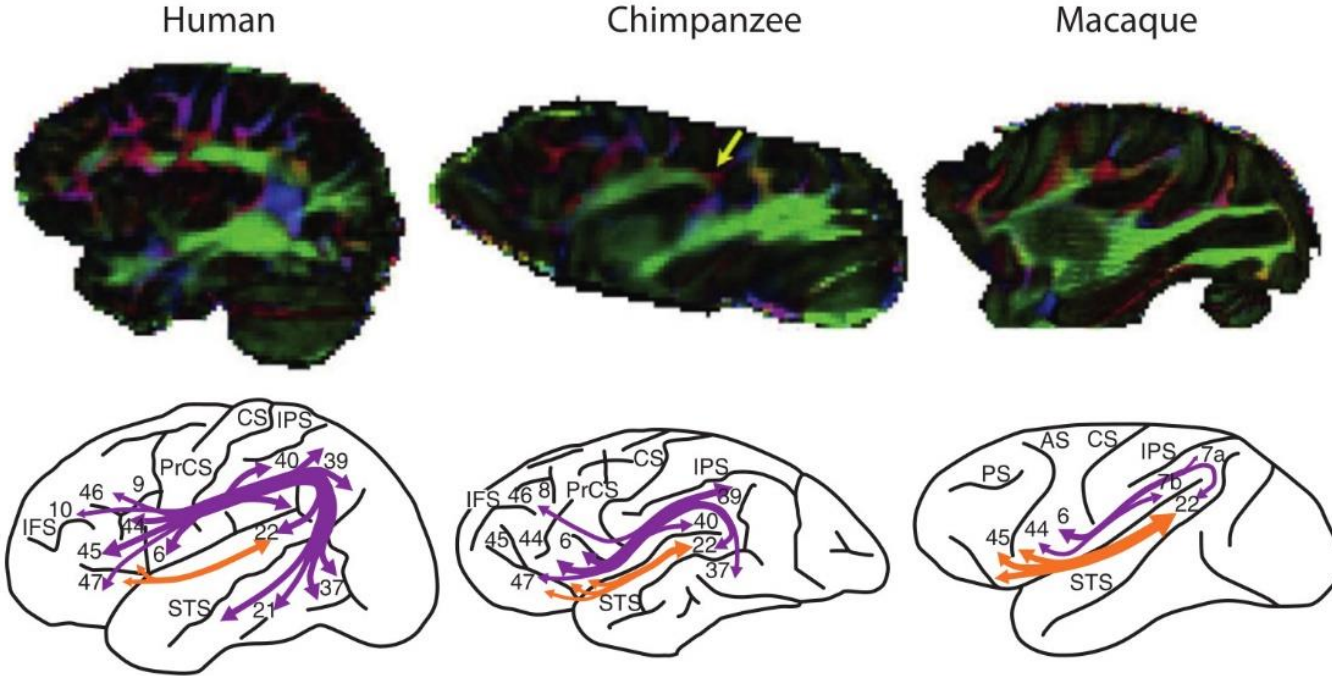 Human Chimpanzee Macaque
CS IPS
PrCS
40 39
9
46
10
IFS
44
45
6
22
47
STS
21
37
CS
IPS
PrCS
IFS 46 8
39
45 44 6
40
22
47
37
STS
AS CS
IPS 7a
PS
7b
22
6
45 44
STS